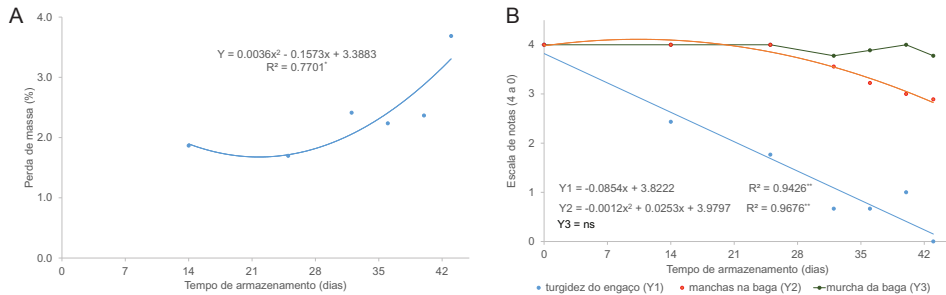 A
4.0
3.0
2.0
1.0
0.0
Perda de massa (%)
Y = 0.0036x² - 0.1573x + 3.3883
R² = 0.7701*
0 7 14 21 28 35 42
Tempo de armazenamento (dias)
B
4
3
2
1
0
Escala de notas (4 a 0)
Y1 = -0.0854x + 3.8222 R² = 0.9426**
Y2 = -0.0012x² + 0.0253x + 3.9797 R² = 0.9676**
Y3 = ns
0 7 14 21 28 35 42
Tempo de armazenamento (dias)
turgidez do engaço (Y1) manchas na baga (Y2) murcha da baga (Y3)